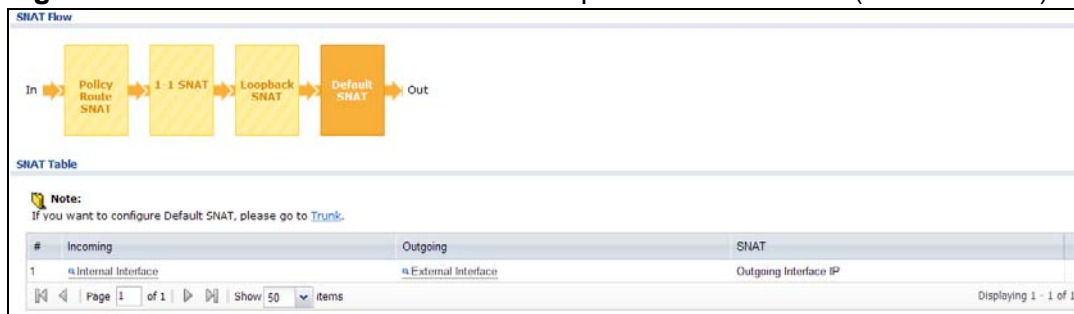 SNAT Flow
In
Policy Route SNAT
1-1 SNAT
Loopback SNAT
Default SNAT
Out
SNAT Table
Note:
If you want to configure Default SNAT, please go to Trunk.
# Incoming Outgoing SNAT
1 Internal Interface External Interface Outgoing Interface IP
Page 1 of 1 Show 50 items Displaying 1 - 1 of 1